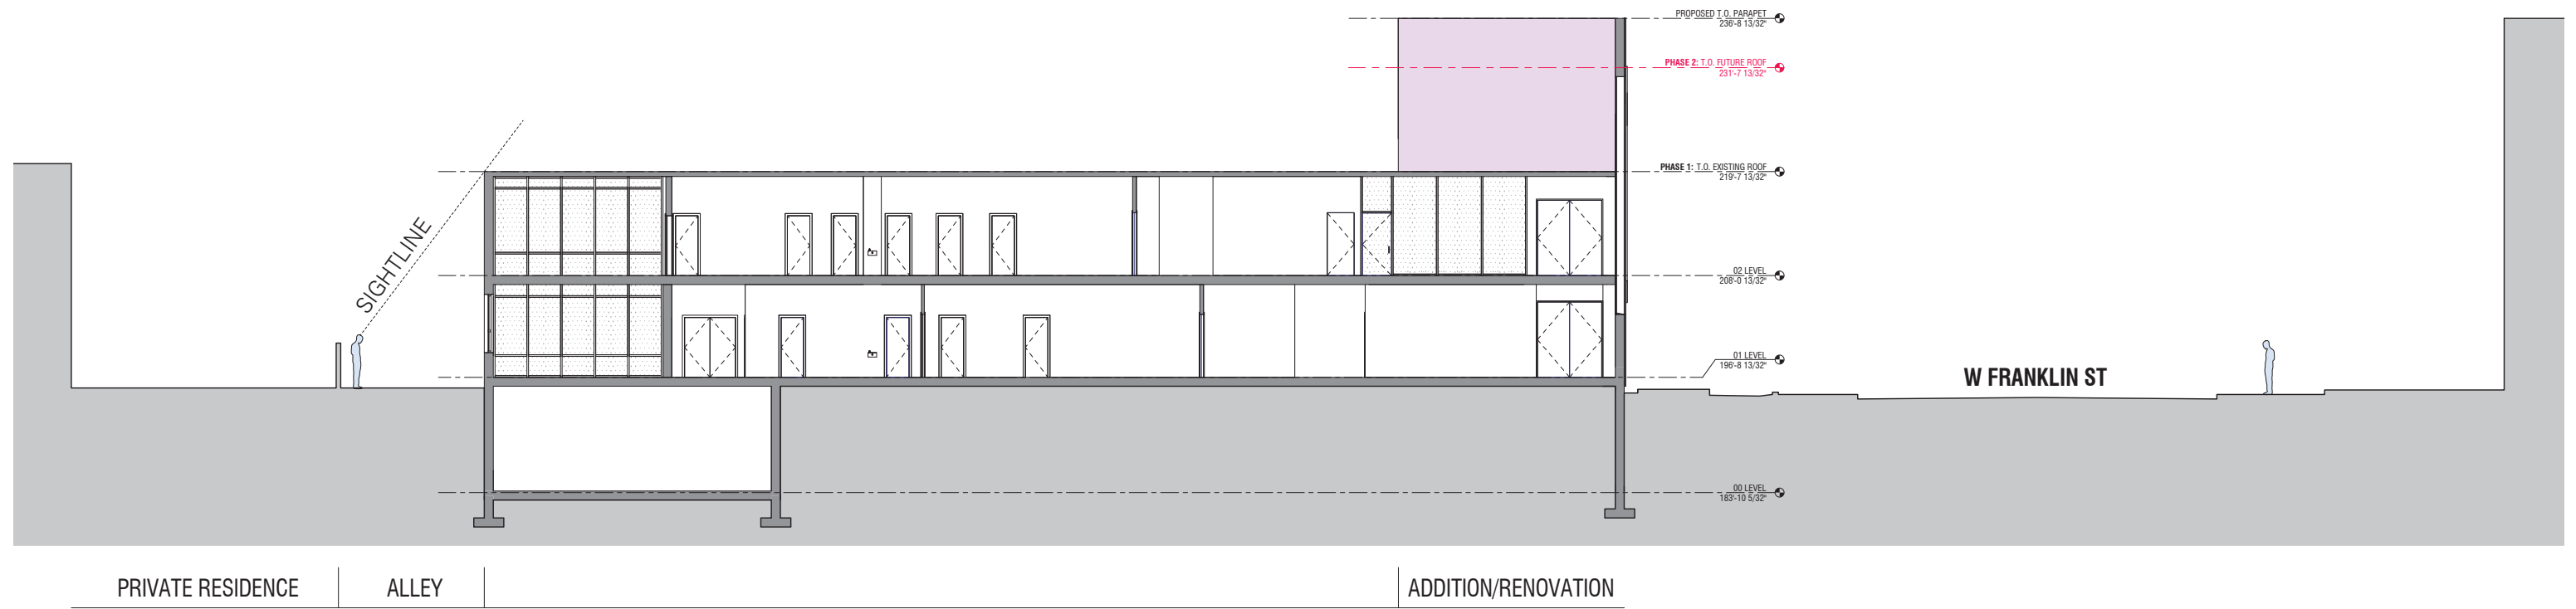 PROPOSED T.O. PARAPET
236'-8 13/32"
PHASE 2: T.O. FUTURE ROOF
231'-7 13/32"
PHASE 1: T.O. EXISTING ROOF
219'-7 13/32"
SIGHTLINE
02 LEVEL
208'-0 13/32"
01 LEVEL
196'-8 13/32"
W FRANKLIN ST
00 LEVEL
183'-10 5/32"
PRIVATE RESIDENCE
ALLEY
ADDITION/RENOVATION